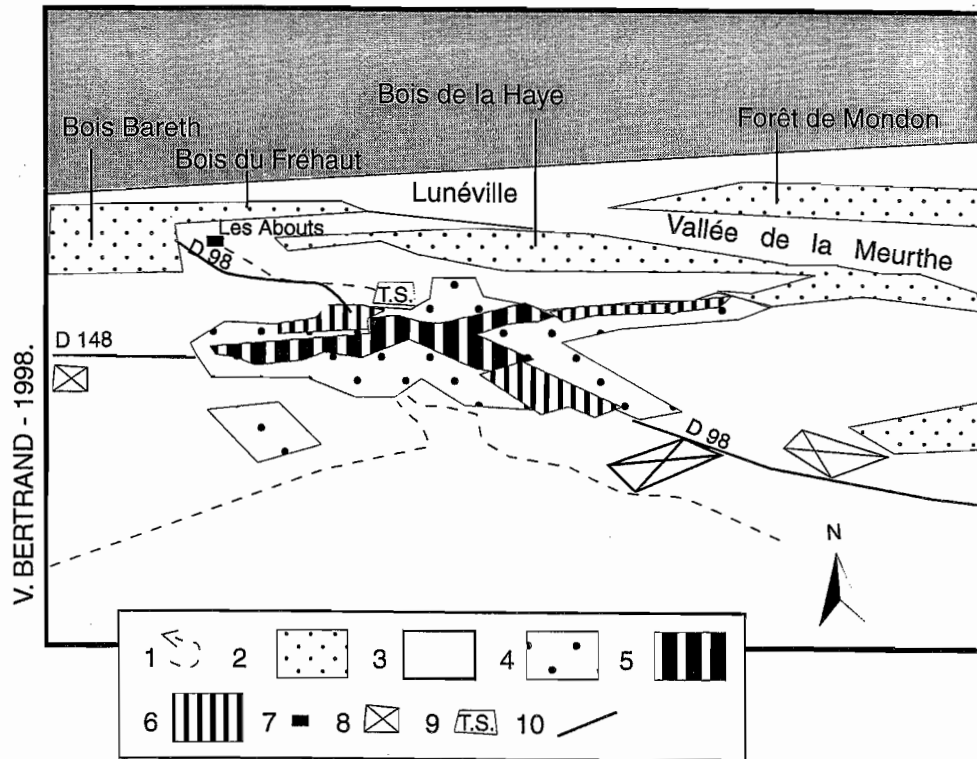 Bois de la Haye
Bois Bareth
Forêt de Mondon
Bois du Fréhaut
Lunéville
Les Abouts
Vallée de la Meurthe
D 98
T.S.
D 148
D 98
V. BERTRAND - 1998.
N
1 2 3 4 5
6 7 8 9 T.S. 10